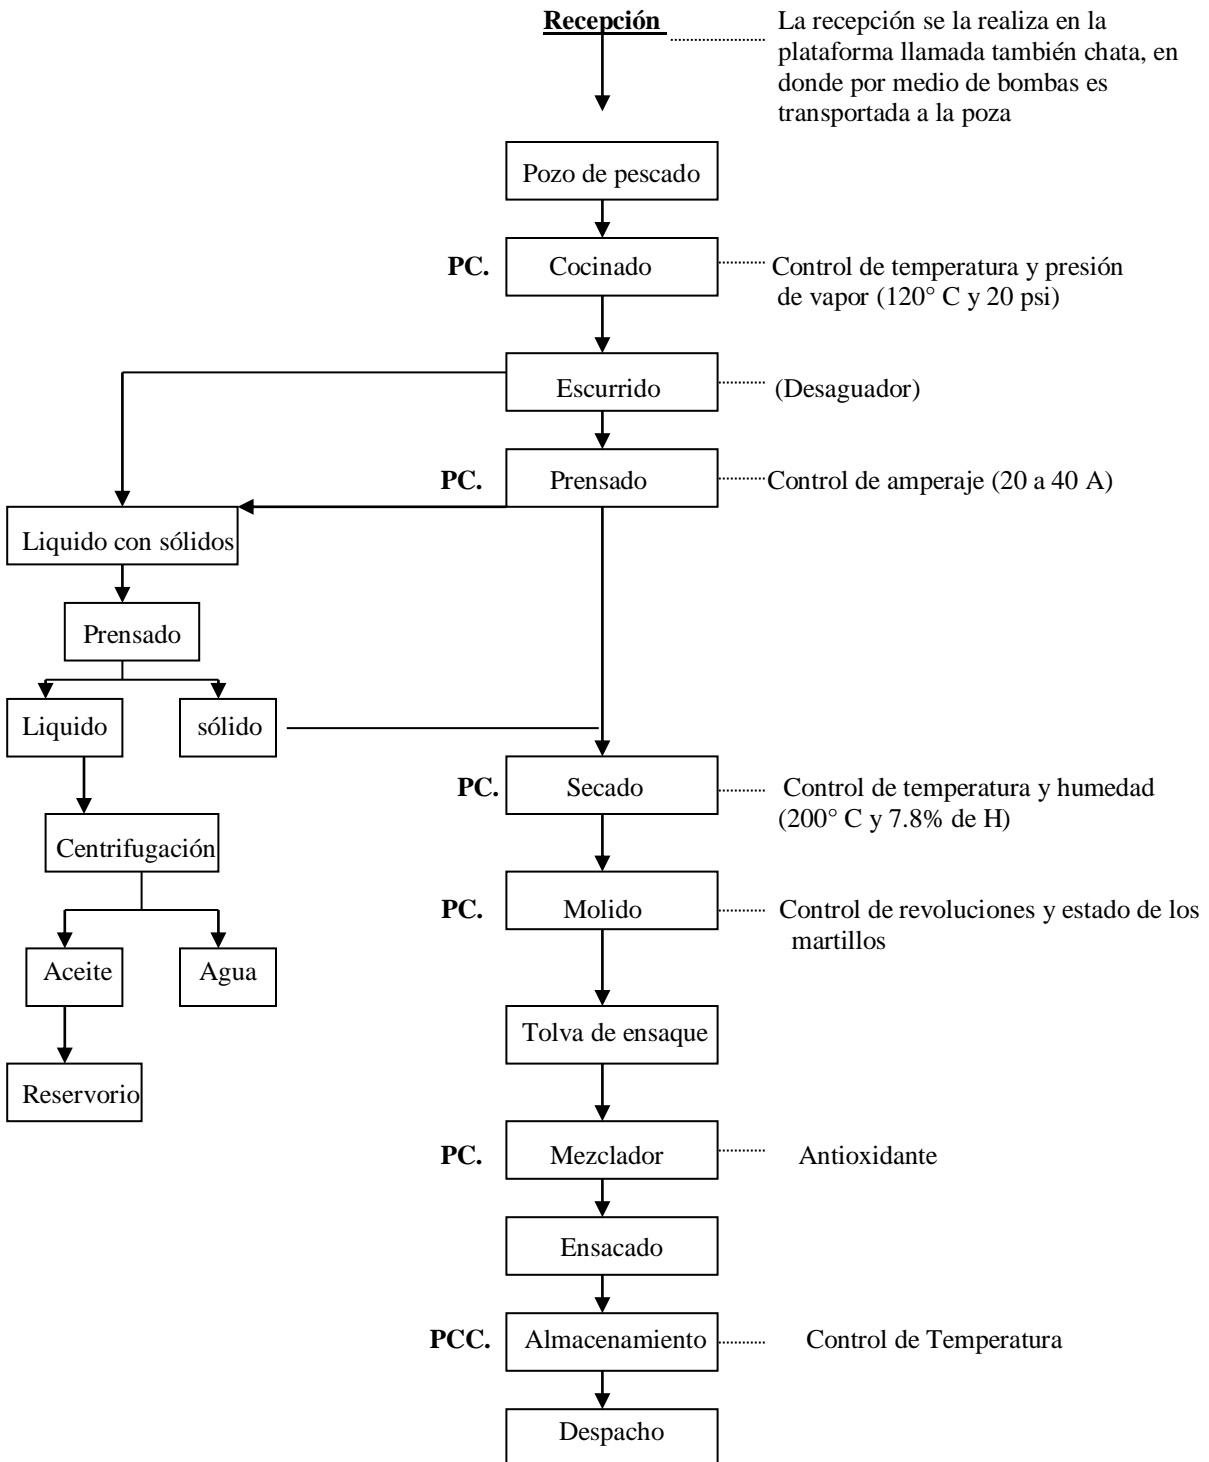 Recepción
La recepción se la realiza en la
plataforma llamada también chata, en
donde por medio de bombas es
transportada a la poza
Pozo de pescado
PC.
Cocinado
Control de temperatura y presión
de vapor (120° C y 20 psi)
Escurrido
(Desaguador)
PC.
Prensado
Control de amperaje (20 a 40 A)
Liquido con sólidos
Prensado
Liquido
sólido
PC.
Secado
Control de temperatura y humedad
(200° C y 7.8% de H)
Centrifugación
PC.
Molido
Control de revoluciones y estado de los
martillos
Aceite
Agua
Tolva de ensaque
Reservorio
PC.
Mezclador
Antioxidante
Ensacado
PCC.
Almacenamiento
Control de Temperatura
Despacho